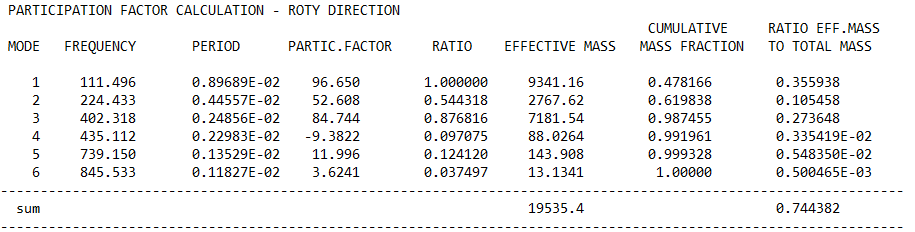 PARTICIPATION FACTOR CALCULATION - ROTY DIRECTION
CUMULATIVE RATIO EFF.MASS
MODE FREQUENCY PERIOD PARTIC.FACTOR RATIO EFFECTIVE MASS MASS FRACTION TO TOTAL MASS
1 111.496 0.89689E-02 96.650 1.000000 9341.16 0.478166 0.355938
2 224.433 0.44557E-02 52.608 0.544318 2767.62 0.619838 0.105458
3 402.318 0.24856E-02 84.744 0.876816 7181.54 0.987455 0.273648
4 435.112 0.22983E-02 -9.3822 0.097075 88.0264 0.991961 0.335419E-02
5 739.150 0.13529E-02 11.996 0.124120 143.908 0.999328 0.548350E-02
6 845.533 0.11827E-02 3.6241 0.037497 13.1341 1.00000 0.500465E-03
sum 19535.4 0.744382